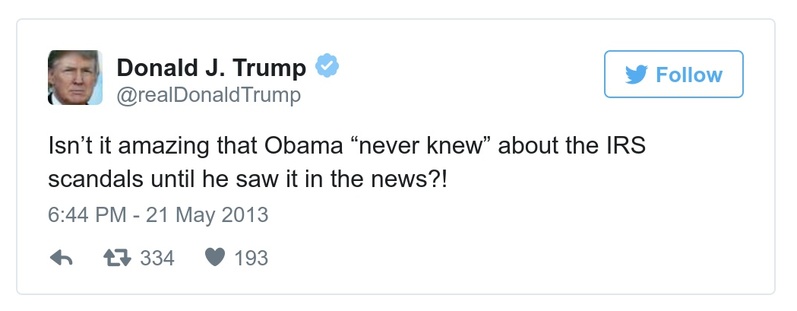 Donald J. Trump
@realDonaldTrump
Follow
Isn’t it amazing that Obama “never knew” about the IRS
scandals until he saw it in the news?!
6:44 PM - 21 May 2013
334 193